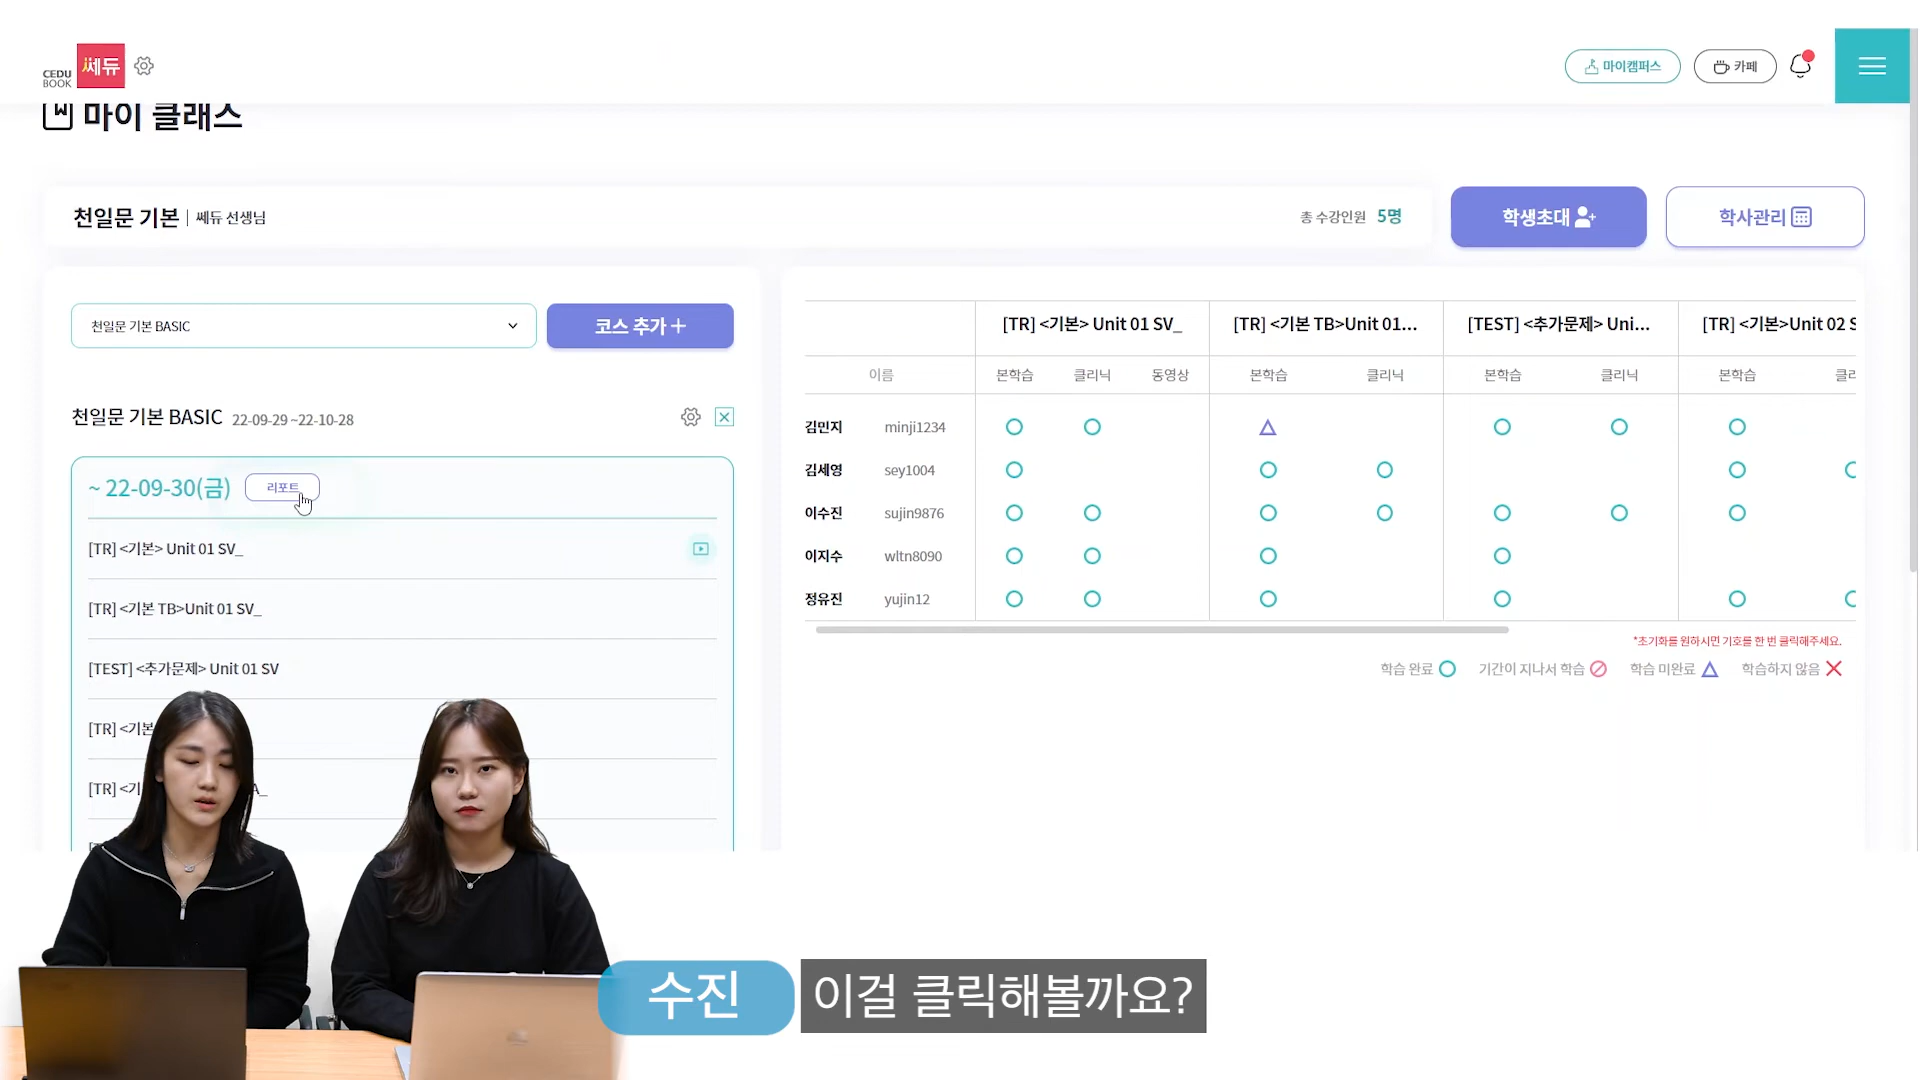 CEDU
BOOK
쎄듀
마이캠퍼스
카페
마이 클래스
천일문 기본 | 쎄듀 선생님
총 수강인원 5명
학생초대
학사관리
천일문 기본 BASIC
코스 추가
천일문 기본 BASIC 22-09-29 ~22-10-28
~ 22-09-30(금) 리포트
[TR] <기본> Unit 01 SV_
[TR] <기본 TB>Unit 01 SV_
[TEST] <추가문제> Unit 01 SV
[TR] <기본
[TR] <기
A_
[TR] <기본> Unit 01 SV_ [TR] <기본 TB>Unit 01... [TEST] <추가문제> Uni... [TR] <기본>Unit 02 S
이름 본학습 클리닉 동영상 본학습 클리닉 본학습 클리닉 본학습 클리
김민지 minji1234
김세영 sey1004
이수진 sujin9876
이지수 wltn8090
정유진 yujin12
*초기화를 원하시면 기호를 한 번 클릭해주세요.
학습 완료 기간이 지나서 학습 학습 미완료 학습하지 않음
수진 이걸 클릭해볼까요?